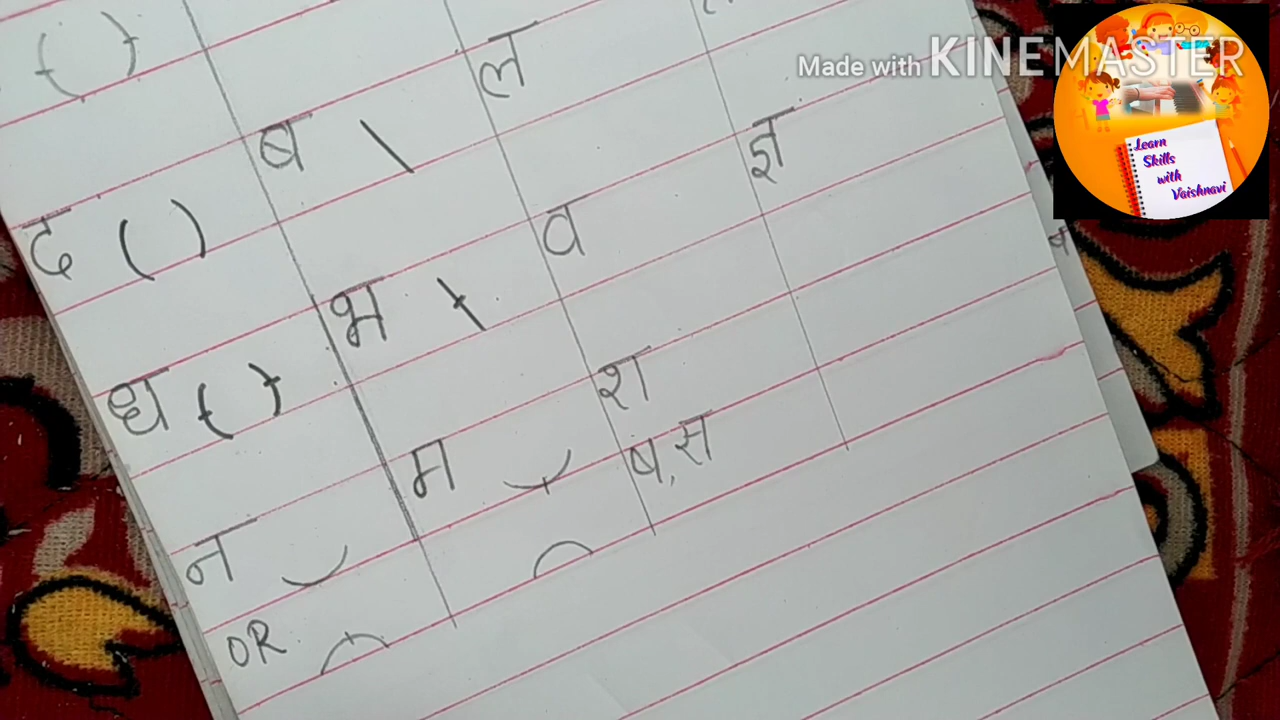 Made with KINEMASTER
Learn
Skills
with
Vaishnavi
द
ध
न
OR
ब
भ
म
ल
व
श
ष, स
ज्ञ